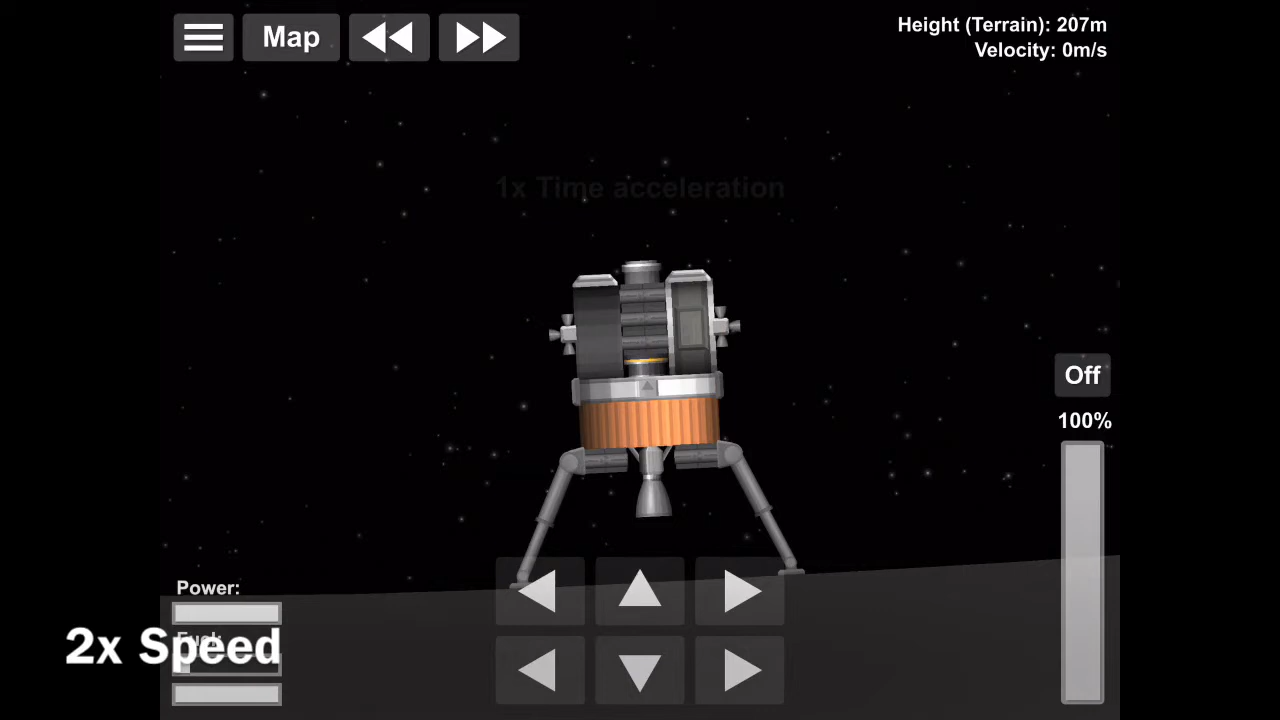 Map
Height (Terrain): 207m
Velocity: 0m/s
1x Time acceleration
Off
100%
Power:
2x Speed